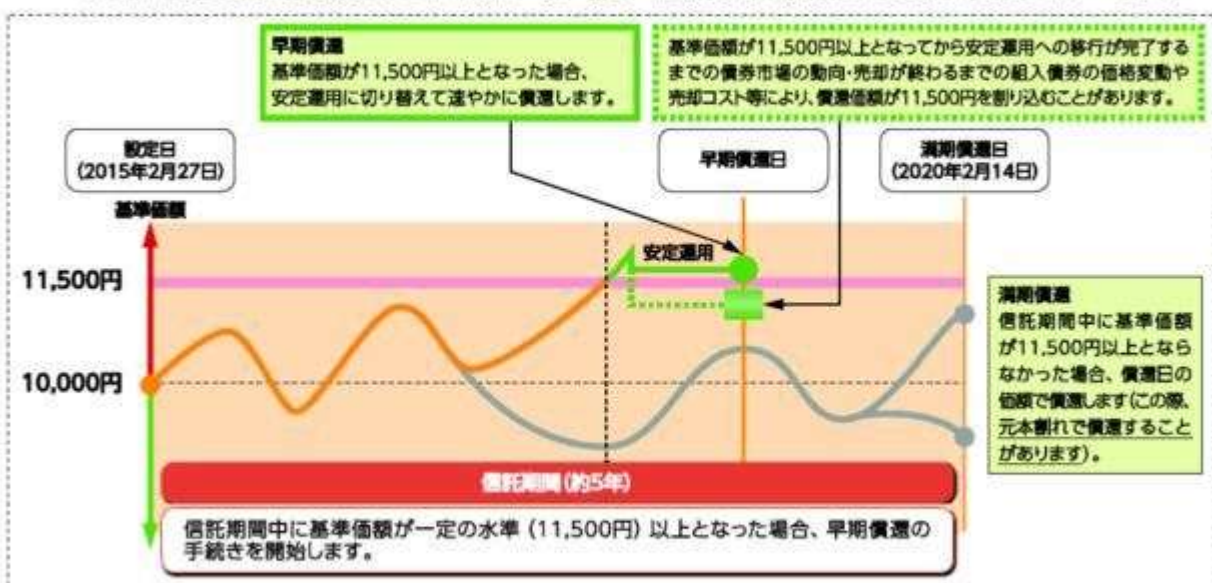 早期償還
基準価額が11,500円以上となった場合、
安定運用に切り替えて速やかに償還します。
基準価額が11,500円以上となってから安定運用への移行が完了する
までの債券市場の動向・売却が終わるまでの組入債券の価格変動や
売却コスト等により、償還価額が11,500円を割り込むことがあります。
設定日
(2015年2月27日)
早期償還日
満期償還日
(2020年2月14日)
基準価額
安定運用
11,500円
10,000円
満期償還
信託期間中に基準価額
が11,500円以上となら
なかった場合、償還日の
価額で償還します(この際、
元本割れで償還すること
があります)。
信託期間(約5年)
信託期間中に基準価額が一定の水準(11,500円)以上となった場合、早期償還の
手続きを開始します。